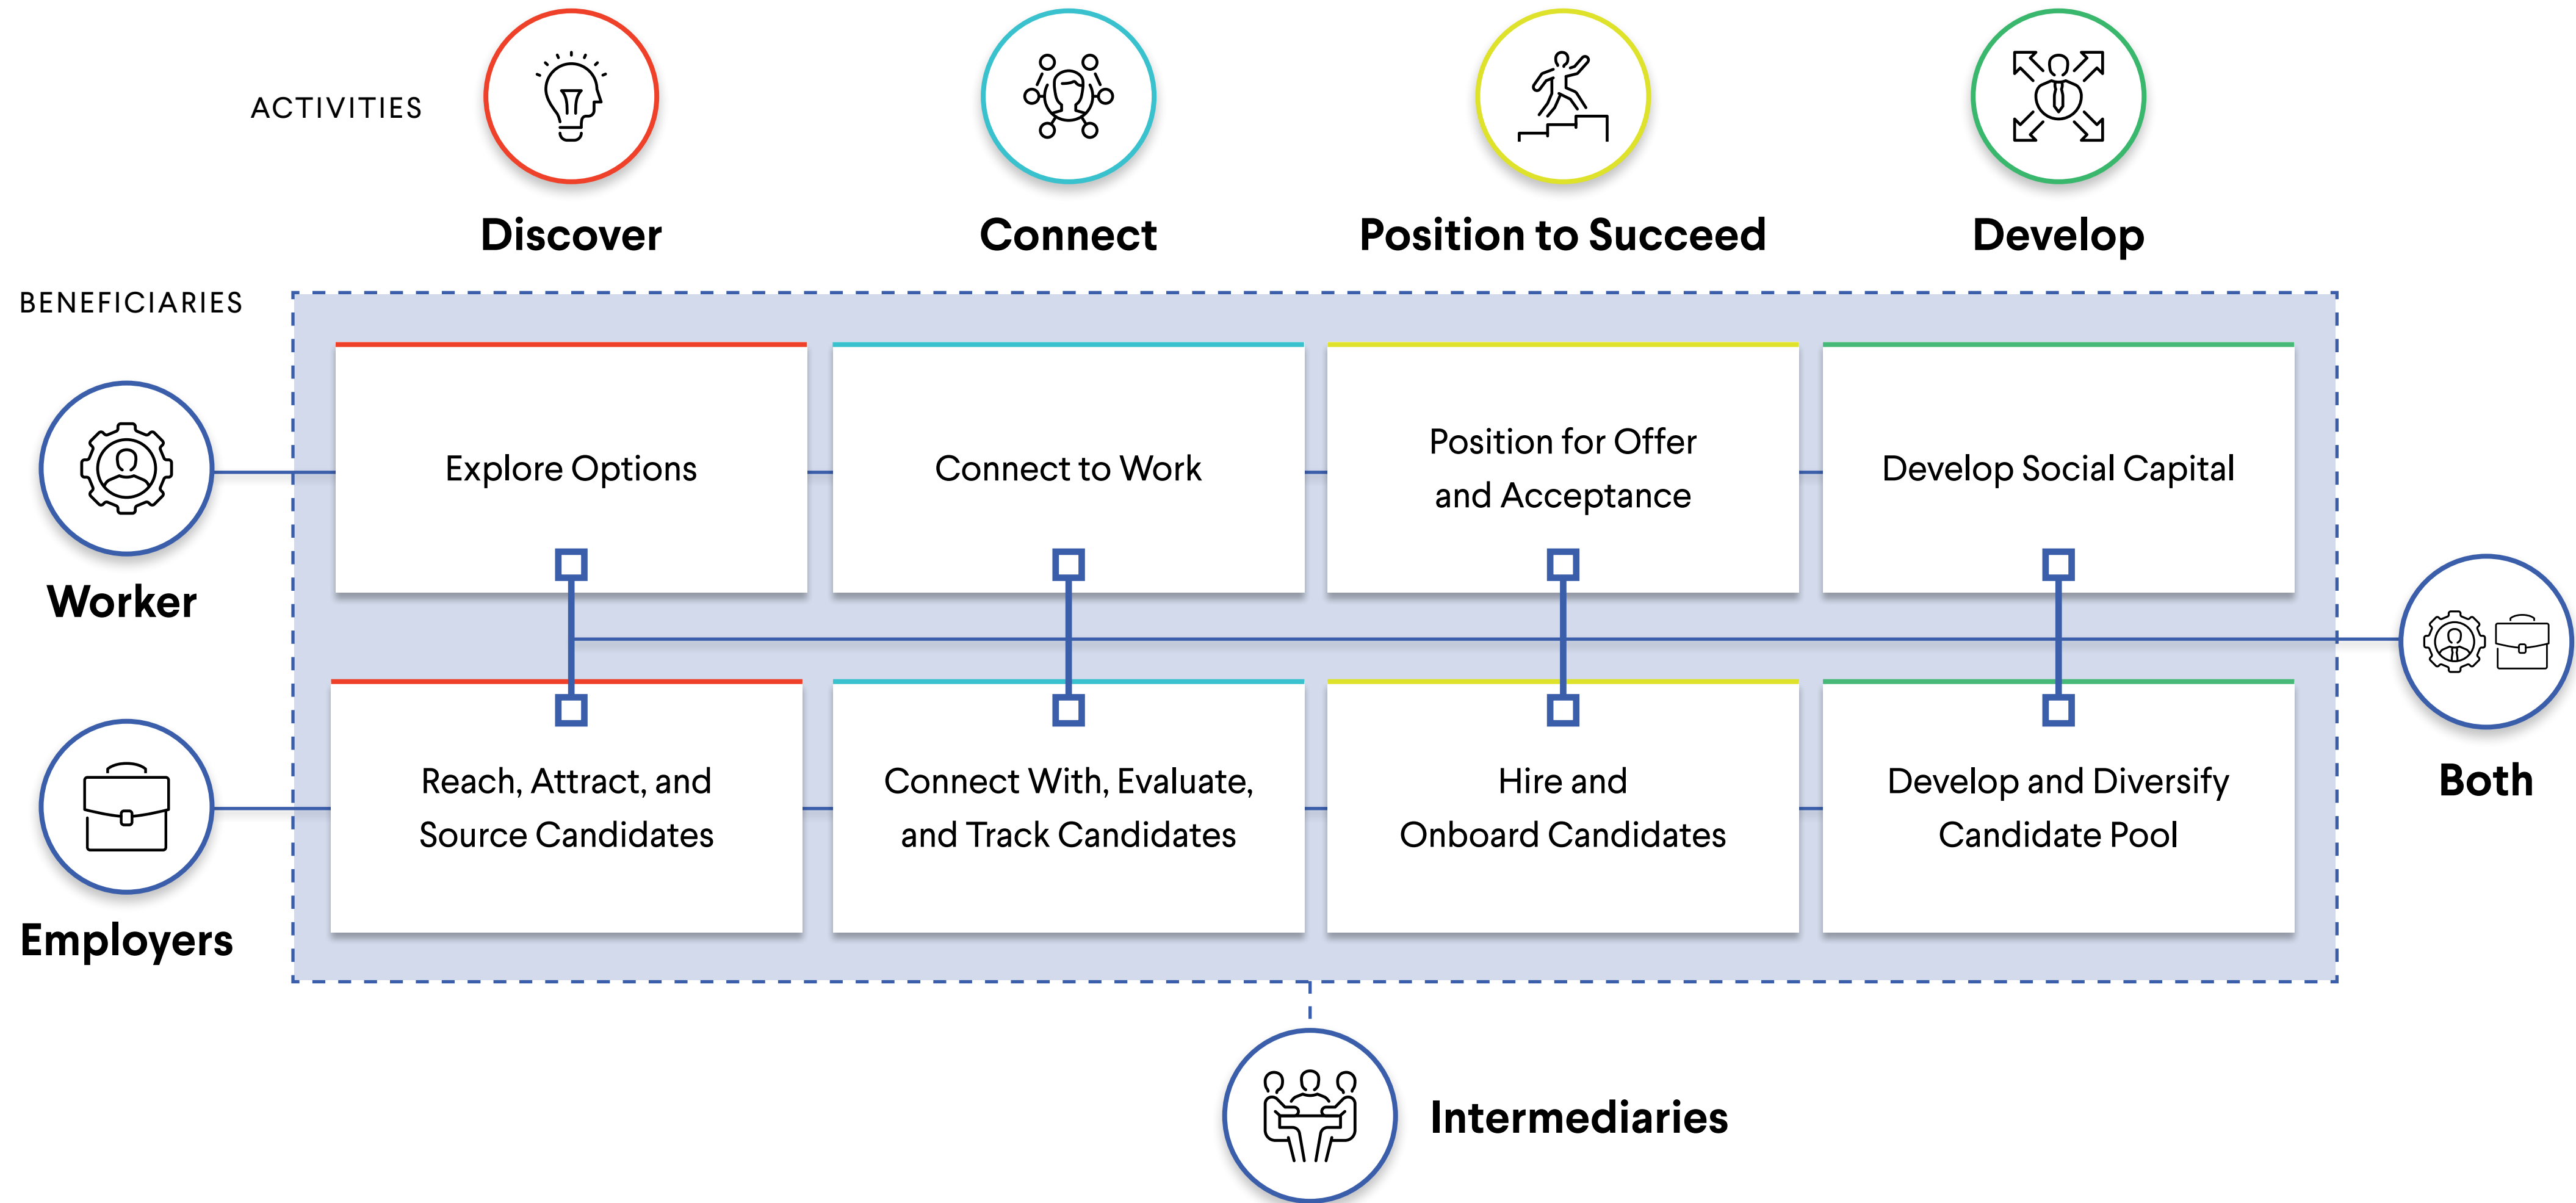 ACTIVITIES
Discover
Connect
Position to Succeed
Develop
BENEFICIARIES
Worker
Explore Options
Connect to Work
Position for Offer
and Acceptance
Develop Social Capital
Both
Employers
Reach, Attract, and
Source Candidates
Connect With, Evaluate,
and Track Candidates
Hire and
Onboard Candidates
Develop and Diversify
Candidate Pool
Intermediaries